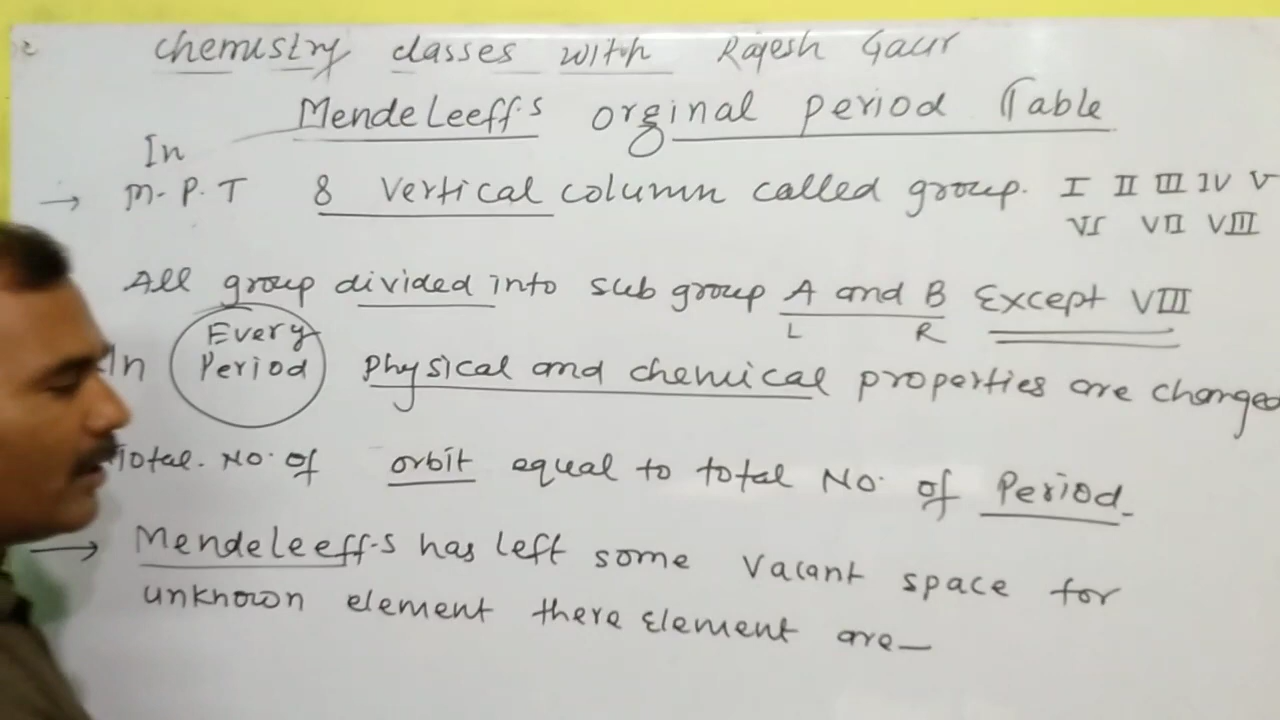 chemistry classes with Rajesh Gaur
Mendeleeff's orginal period Table
In
M.P.T 8 vertical column called group. I II III IV V
VI VII VIII
All group divided into sub group A and B Except VIII
L R
Every
In Period physical and chemical properties are changed
Total. No. of orbit equal to total No. of Period
→ Mendeleeff's has left some vacant space for
unknown element there element are—